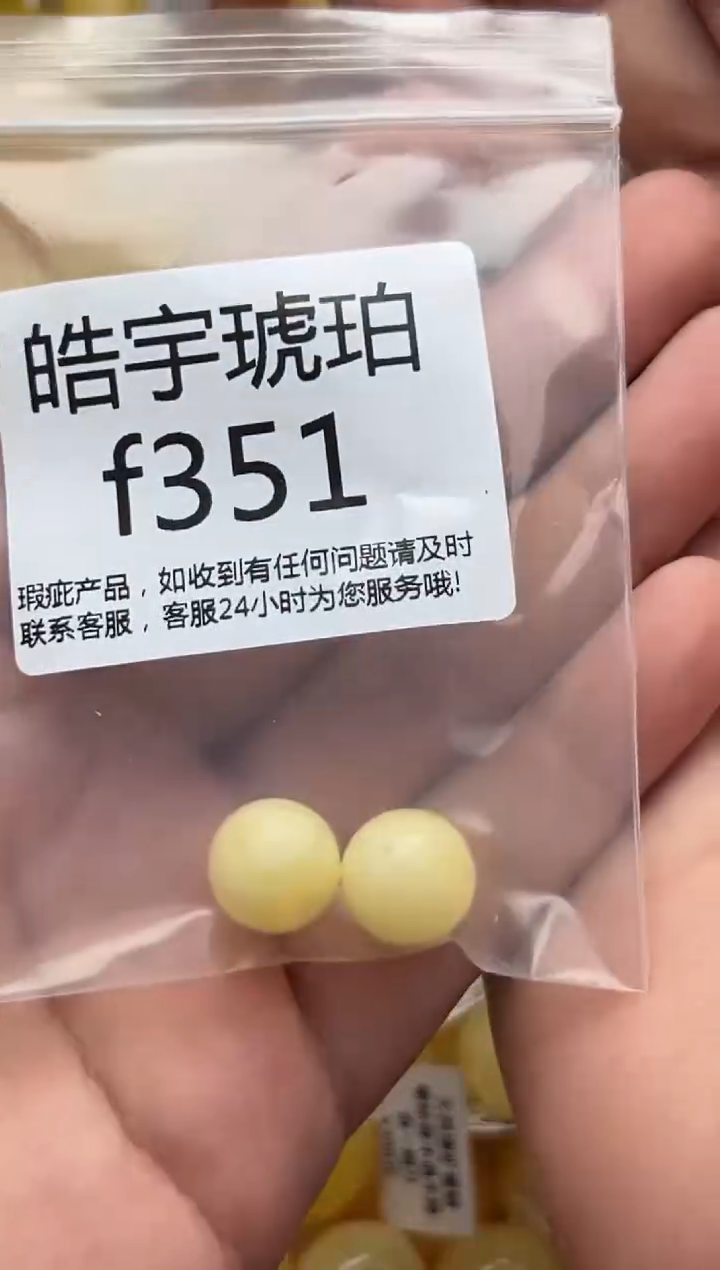 皓宇琥珀
f351
瑕疵产品，如收到有任何问题请及时
联系客服，客服24小时为您服务哦!